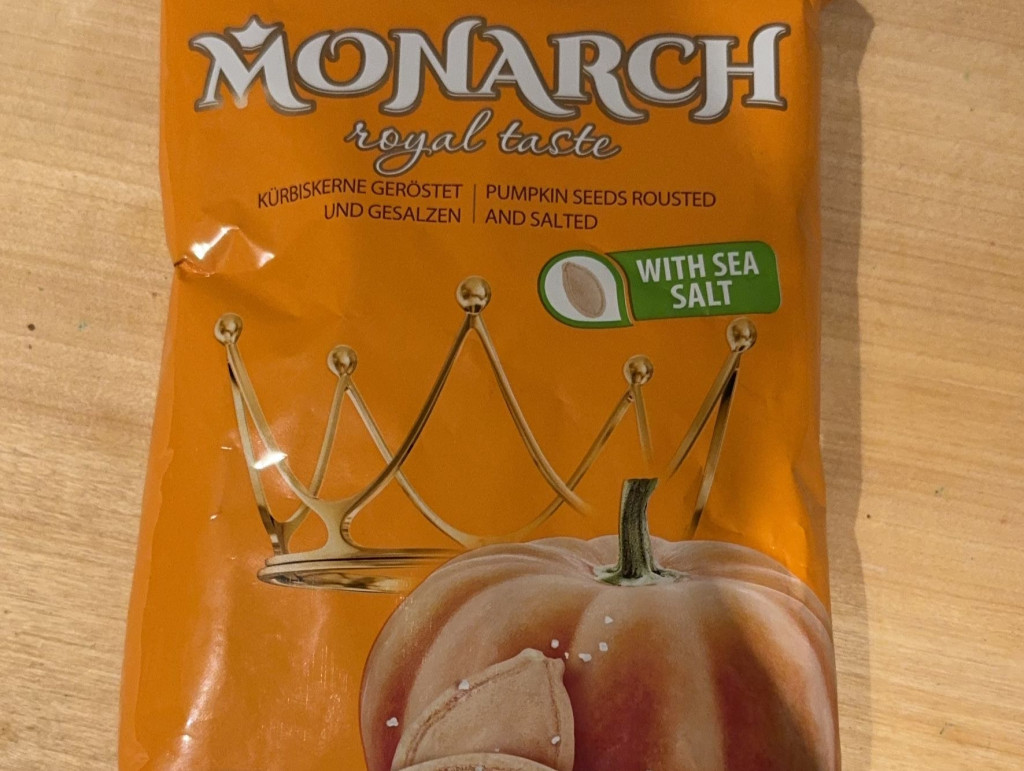 MONARCH
royal taste
KÜRBISKERNE GERÖSTET
UND GESALZEN
PUMPKIN SEEDS ROUSTED
AND SALTED
WITH SEA
SALT